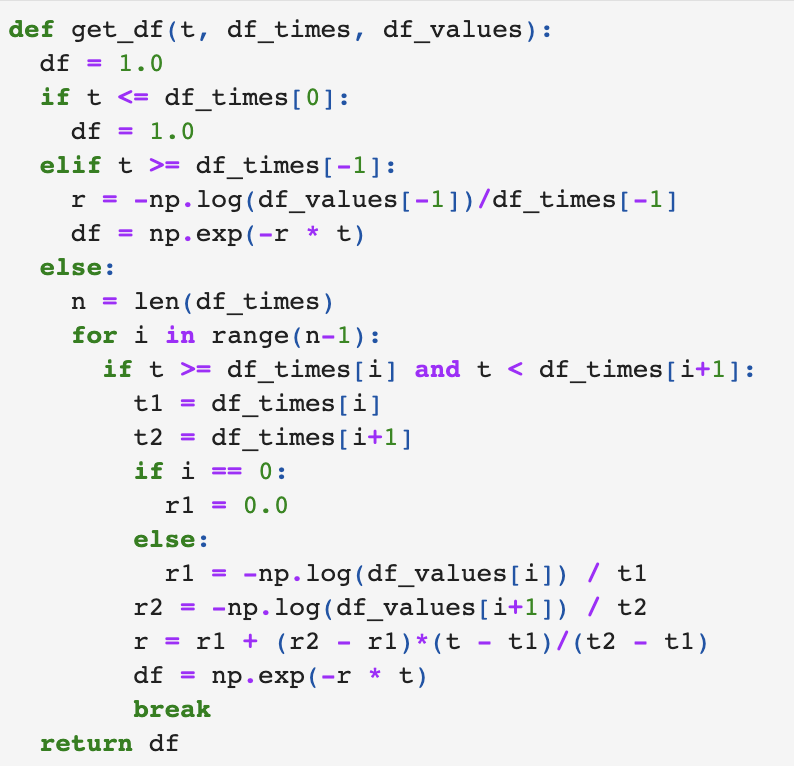 def get_df(t, df_times, df_values):
  df = 1.0
  if t <= df_times[0]:
    df = 1.0
  elif t >= df_times[-1]:
    r = -np.log(df_values[-1])/df_times[-1]
    df = np.exp(-r * t)
  else:
    n = len(df_times)
    for i in range(n-1):
      if t >= df_times[i] and t < df_times[i+1]:
        t1 = df_times[i]
        t2 = df_times[i+1]
        if i == 0:
          r1 = 0.0
        else:
          r1 = -np.log(df_values[i]) / t1
        r2 = -np.log(df_values[i+1]) / t2
        r = r1 + (r2 - r1)*(t - t1)/(t2 - t1)
        df = np.exp(-r * t)
        break
  return df